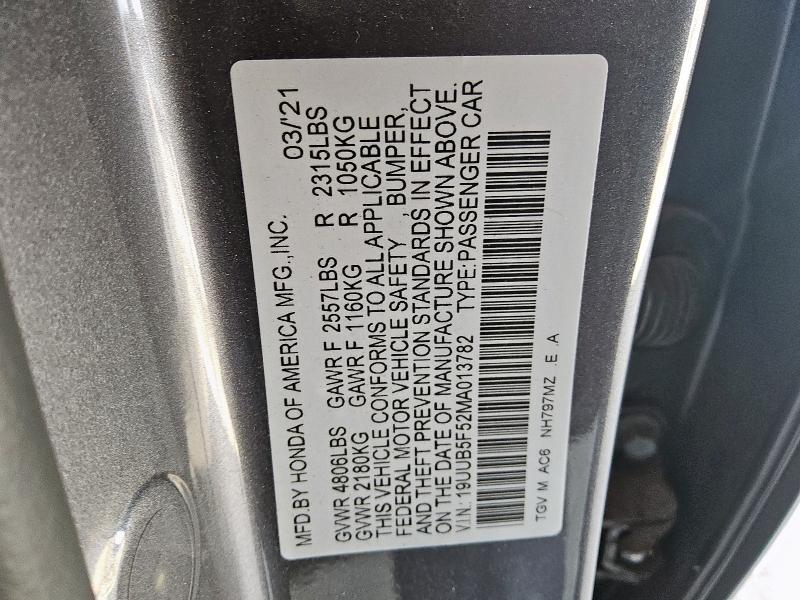 MFD.BY HONDA OF AMERICA MFG.,INC. 03/'21
GVWR 4806LBS GAWR F 2557LBS R 2315LBS
GVWR 2180KG GAWR F 1160KG R 1050KG
THIS VEHICLE CONFORMS TO ALL APPLICABLE
FEDERAL MOTOR VEHICLE SAFETY , BUMPER,
AND THEFT PREVENTION STANDARDS, IN EFFECT
ON THE DATE OF MANUFACTURE SHOWN ABOVE.
V.I.N.: 19UUB5F52MA013782 TYPE:PASSENGER CAR
TGV M AC6 NH797MZ .E .A